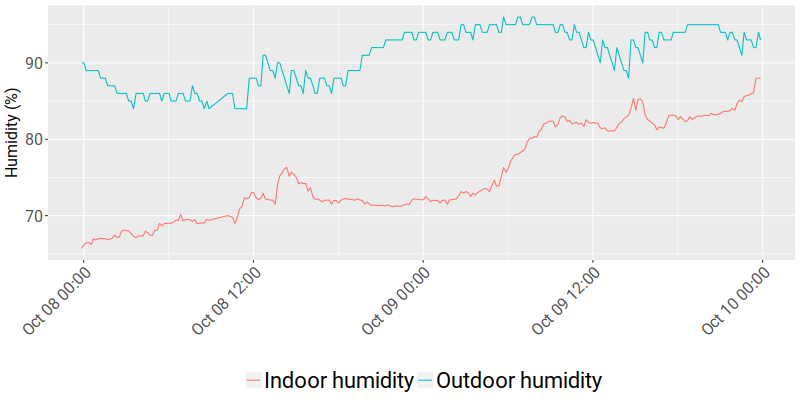 Humidity (%)
90
80
70
Oct 08 00:00
Oct 08 12:00
Oct 09 00:00
Oct 09 12:00
Oct 10 00:00
Indoor humidity
Outdoor humidity